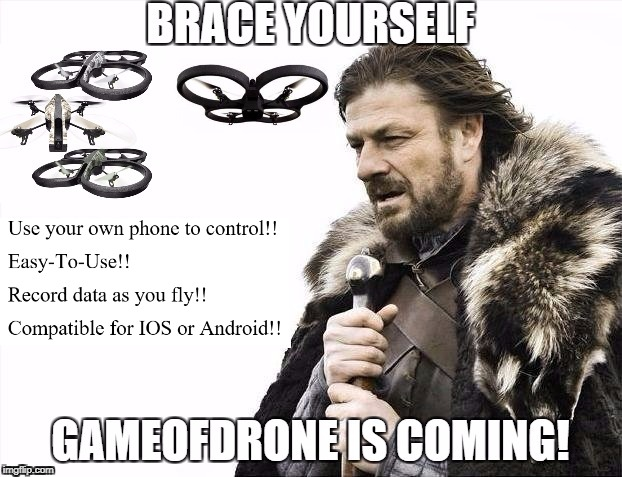 BRACE YOURSELF
Use your own phone to control!!
Easy-To-Use!!
Record data as you fly!!
Compatible for IOS or Android!!
GAMEOFDRONE IS COMING!
imgflip.com